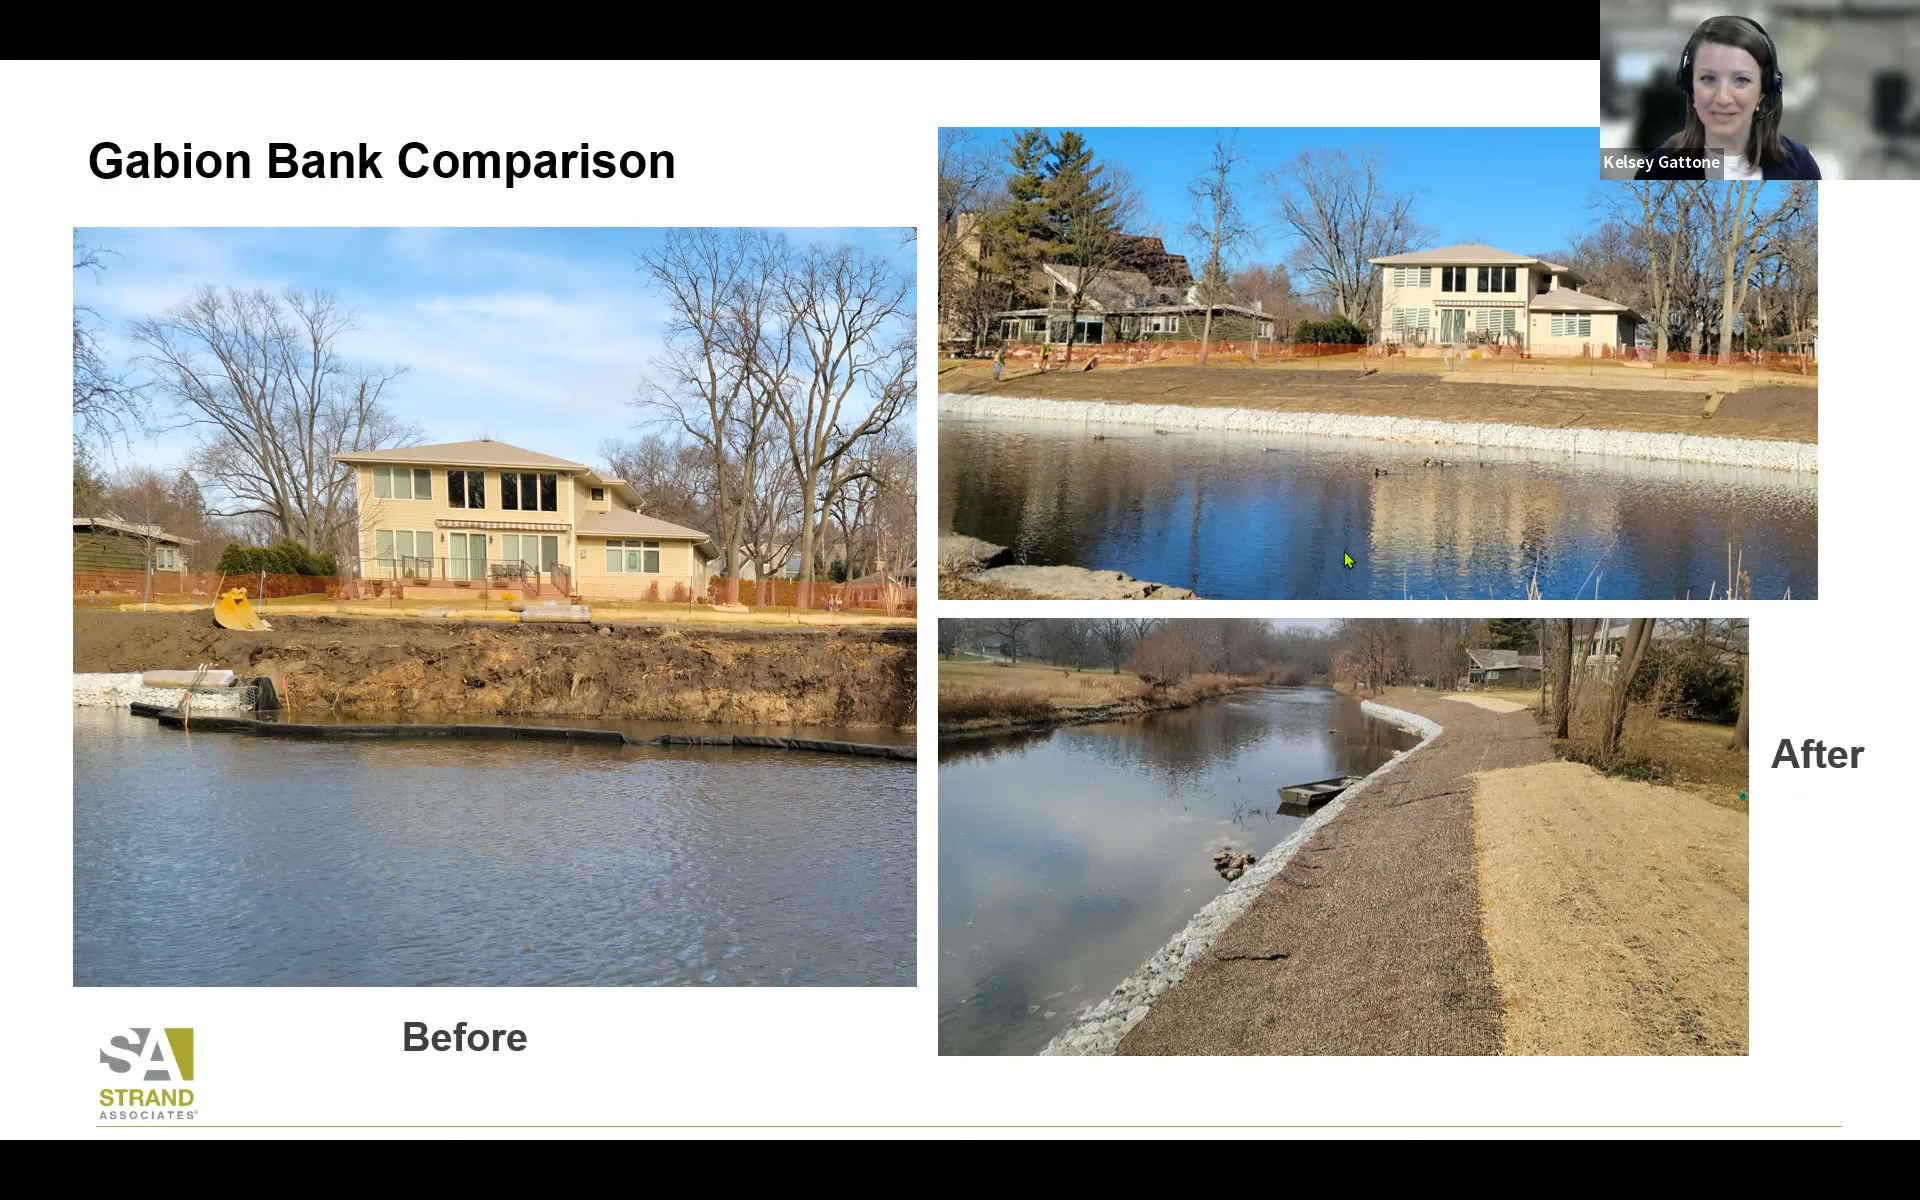 Kelsey Gattone
Gabion Bank Comparison
After
Before
SA
STRAND
ASSOCIATES®